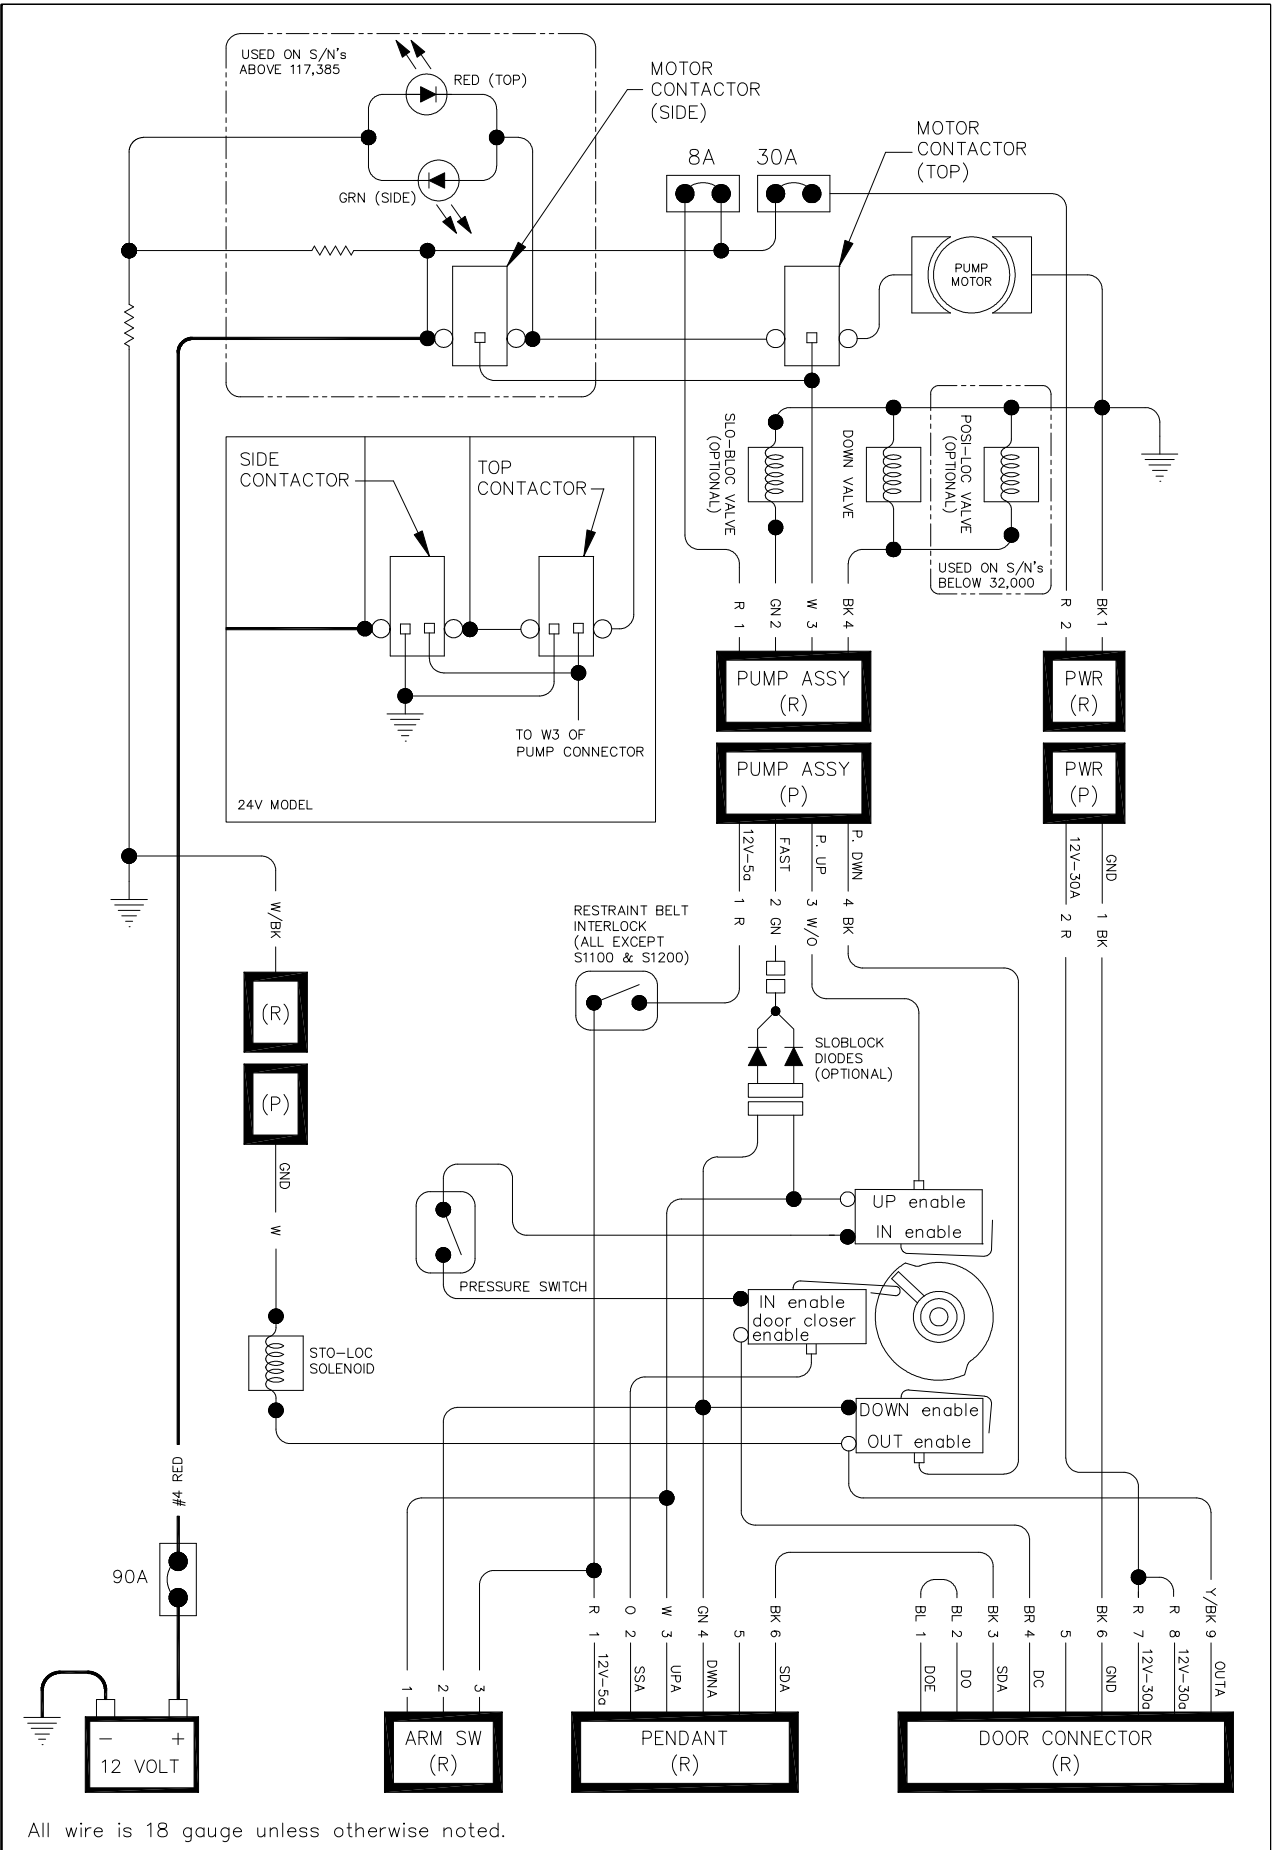 USED ON S/N's
ABOVE 117,385
RED (TOP)
GRN (SIDE)
MOTOR
CONTACTOR
(SIDE)
8A
30A
MOTOR
CONTACTOR
(TOP)
PUMP
MOTOR
SLO-BLOC VALVE
(OPTIONAL)
DOWN VALVE
POSI-LOC VALVE
(OPTIONAL)
USED ON S/N's
BELOW 32,000
SIDE
CONTACTOR
TOP
CONTACTOR
TO W3 OF
PUMP CONNECTOR
24V MODEL
R 1
GN 2
W 3
BK 4
R 2
BK 1
PUMP ASSY
(R)
PWR
(R)
PUMP ASSY
(P)
PWR
(P)
12V-5a 1 R
FAST 2 GN
P. UP 3 W/O
P. DWN 4 BK
12V-30A 2 R
GND 1 BK
W/BK
(R)
(P)
GND
W
RESTRAINT BELT
INTERLOCK
(ALL EXCEPT
S1100 & S1200)
SLOBLOCK
DIODES
(OPTIONAL)
UP enable
IN enable
PRESSURE SWITCH
IN enable
door closer
enable
STO-LOC
SOLENOID
DOWN enable
OUT enable
#4 RED
90A
- +
12 VOLT
1
2
3
ARM SW
(R)
R 1 12V-5a
O 2 SSA
W 3 UPA
GN 4 DWNA
5
BK 6 SDA
PENDANT
(R)
BL 1 DOE
BL 2 DO
BK 3 SDA
BR 4 DC
5
BK 6 GND
R 7 12V-30a
R 8 12V-30a
Y/BK 9 OUTA
DOOR CONNECTOR
(R)
All wire is 18 gauge unless otherwise noted.